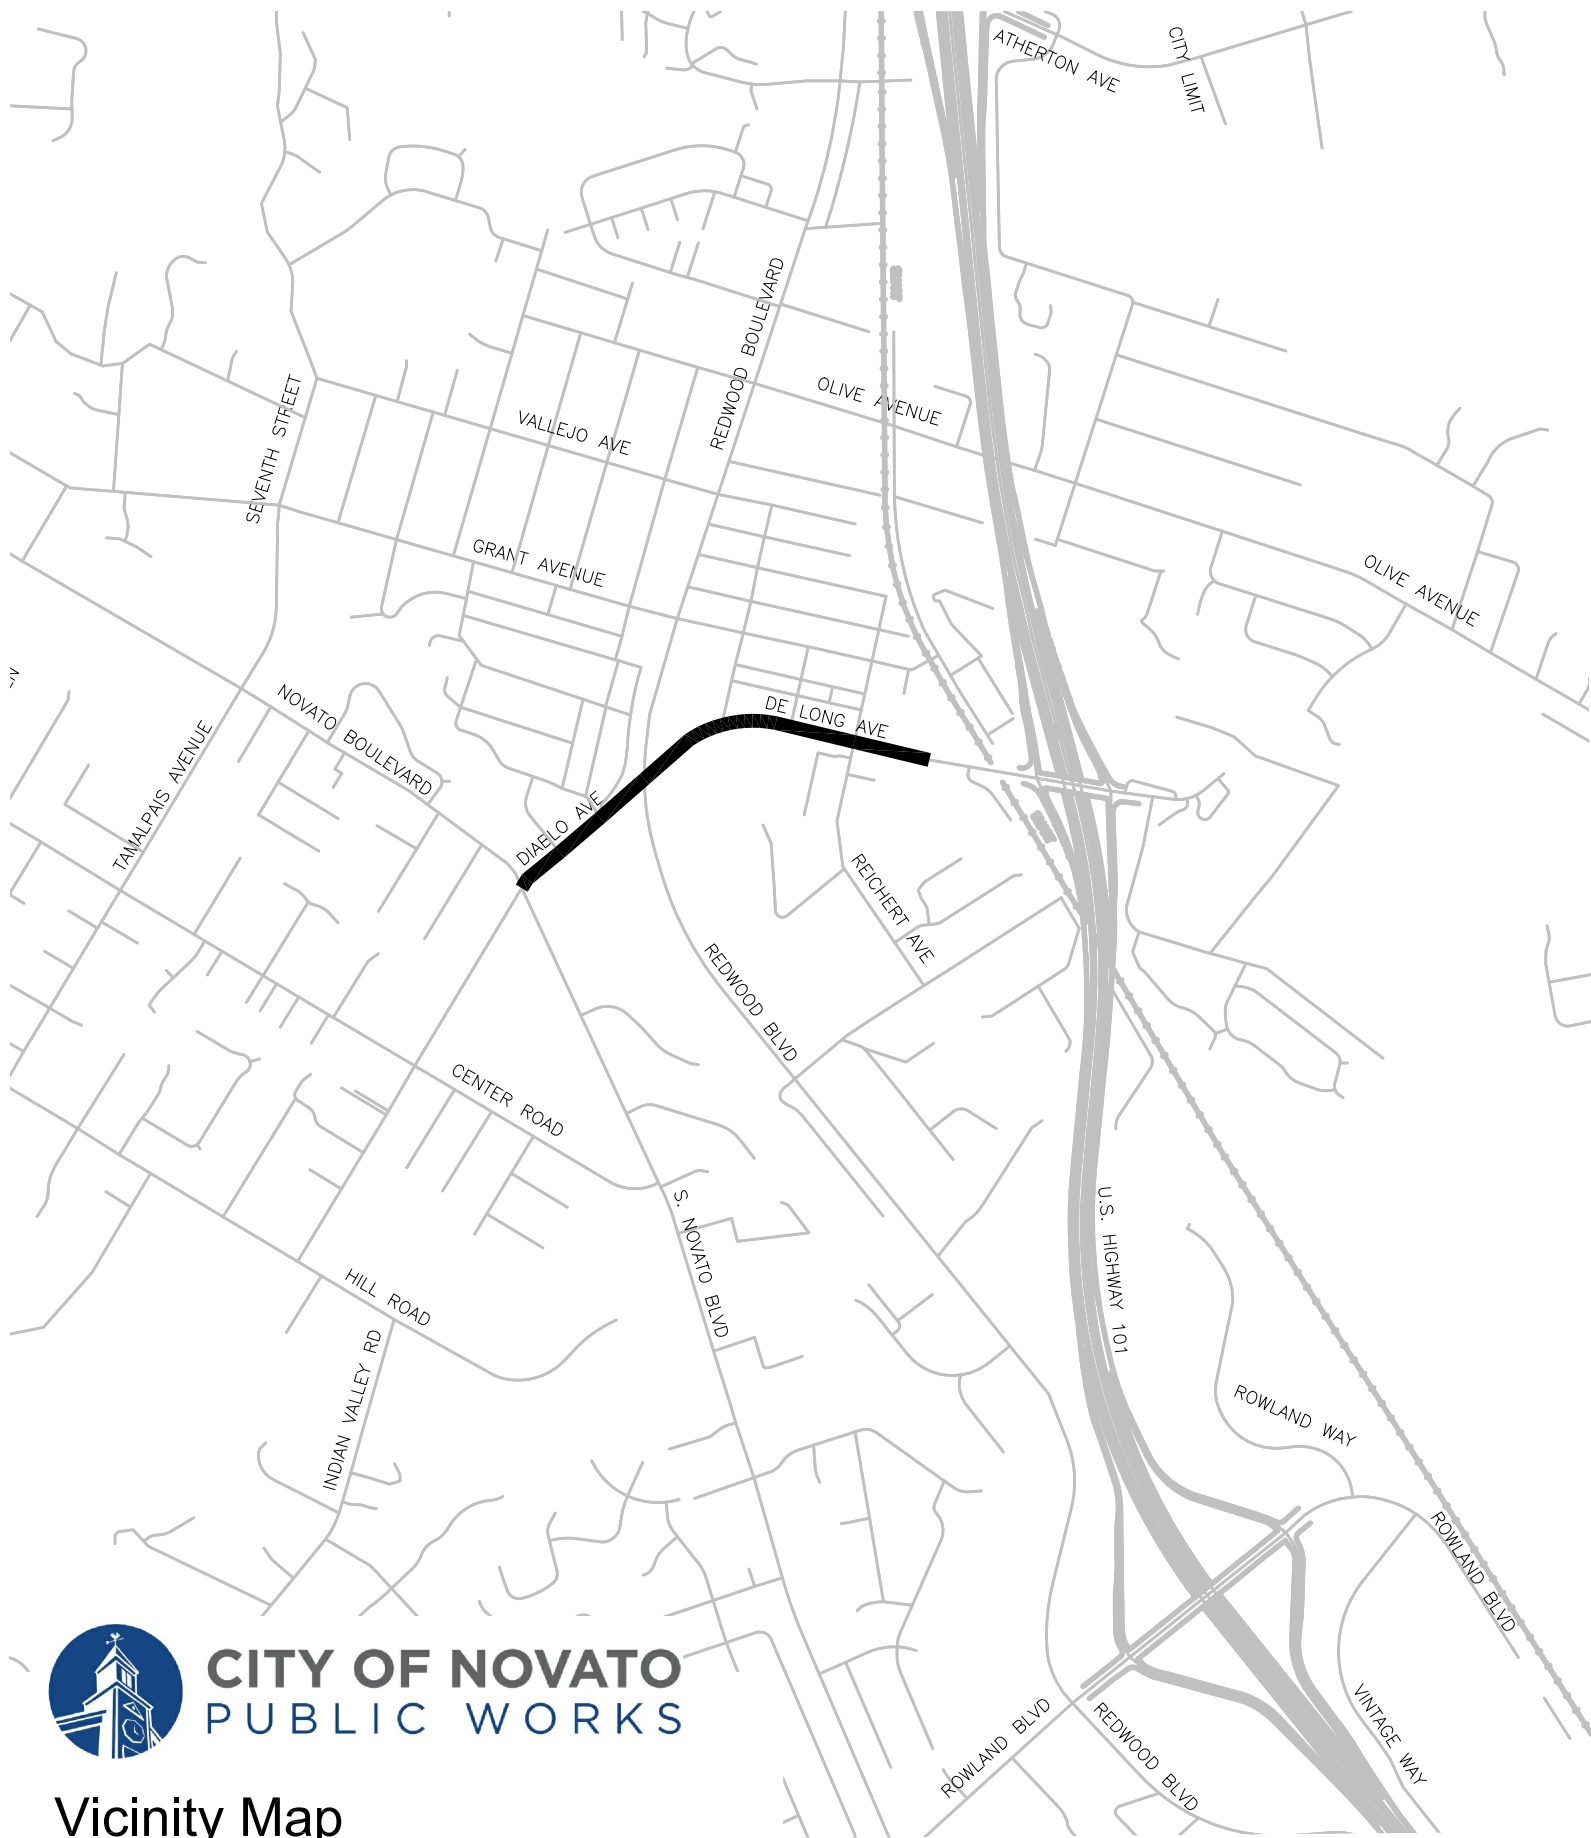 ATHERTON AVE
CITY LIMIT
REDWOOD BOULEVARD
OLIVE AVENUE
VALLEJO AVE
SEVENTH STREET
GRANT AVENUE
OLIVE AVENUE
NOVATO BOULEVARD
DE LONG AVE
TAMALPAIS AVENUE
DIABLO AVE
REICHERT AVE
REDWOOD BLVD
CENTER ROAD
S. NOVATO BLVD
U.S. HIGHWAY 101
HILL ROAD
INDIAN VALLEY RD
ROWLAND WAY
ROWLAND BLVD
VINTAGE WAY
ROWLAND BLVD
REDWOOD BLVD
CITY OF NOVATO
PUBLIC WORKS
Vicinity Map